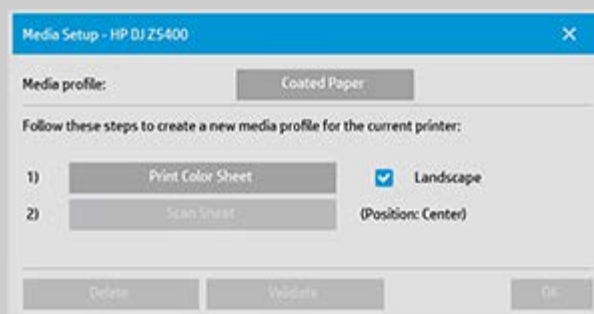 Media Setup - HP DJ Z5400
Media profile: Coated Paper
Follow these steps to create a new media profile for the current printer:
1) Print Color Sheet Landscape
2) Scan Sheet (Position: Center)
Delete Validate OK